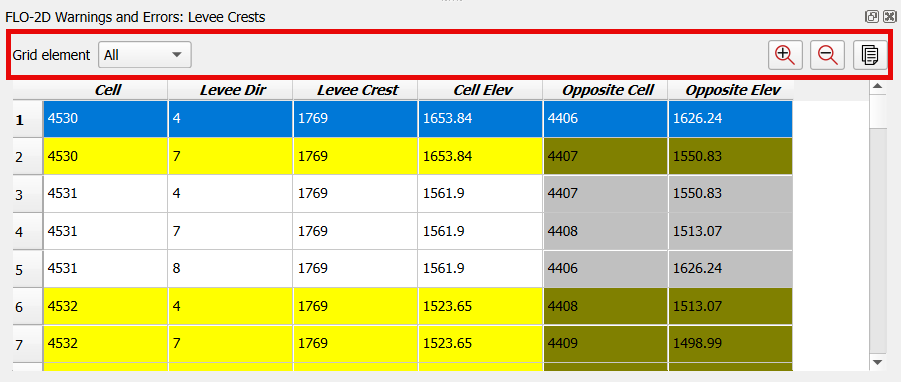 FLO-2D Warnings and Errors: Levee Crests
Grid element All
Cell Levee Dir Levee Crest Cell Elev Opposite Cell Opposite Elev
1 4530 4 1769 1653.84 4406 1626.24
2 4530 7 1769 1653.84 4407 1550.83
3 4531 4 1769 1561.9 4407 1550.83
4 4531 7 1769 1561.9 4408 1513.07
5 4531 8 1769 1561.9 4406 1626.24
6 4532 4 1769 1523.65 4408 1513.07
7 4532 7 1769 1523.65 4409 1498.99